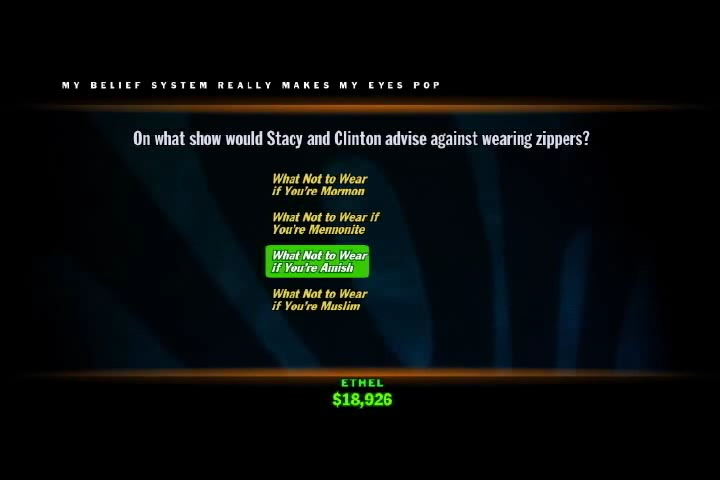 MY BELIEF SYSTEM REALLY MAKES MY EYES POP
On what show would Stacy and Clinton advise against wearing zippers?
What Not to Wear
if You're Mormon
What Not to Wear if
You're Mennonite
What Not to Wear
if You're Amish
What Not to Wear
if You're Muslim
ETHEL
$18,926